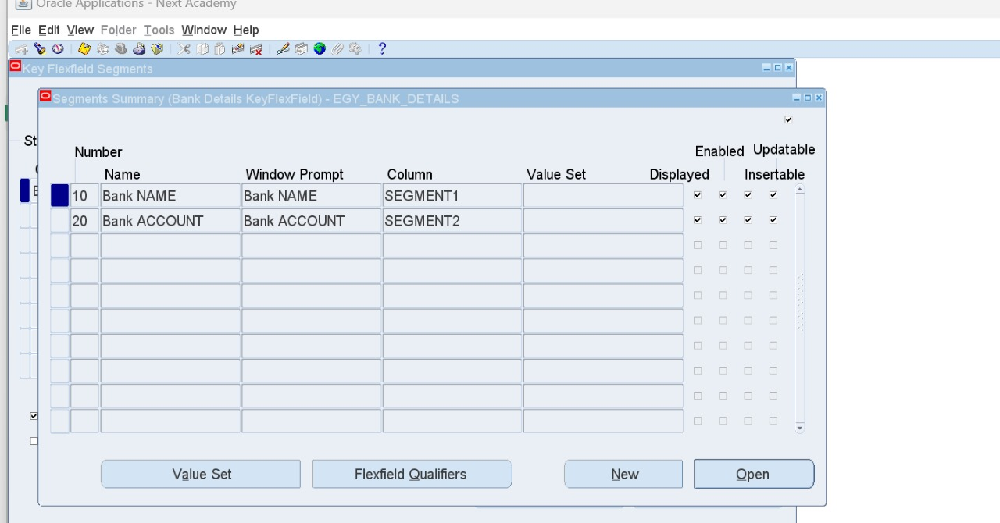 Oracle Applications - Next Academy
File Edit View Folder Tools Window Help
Key Flexfield Segments
Segments Summary (Bank Details KeyFlexField) - EGY_BANK_DETAILS
St
Number
Enabled Updatable
Name Window Prompt Column Value Set Displayed Insertable
10 Bank NAME Bank NAME SEGMENT1
20 Bank ACCOUNT Bank ACCOUNT SEGMENT2
Value Set Flexfield Qualifiers New Open